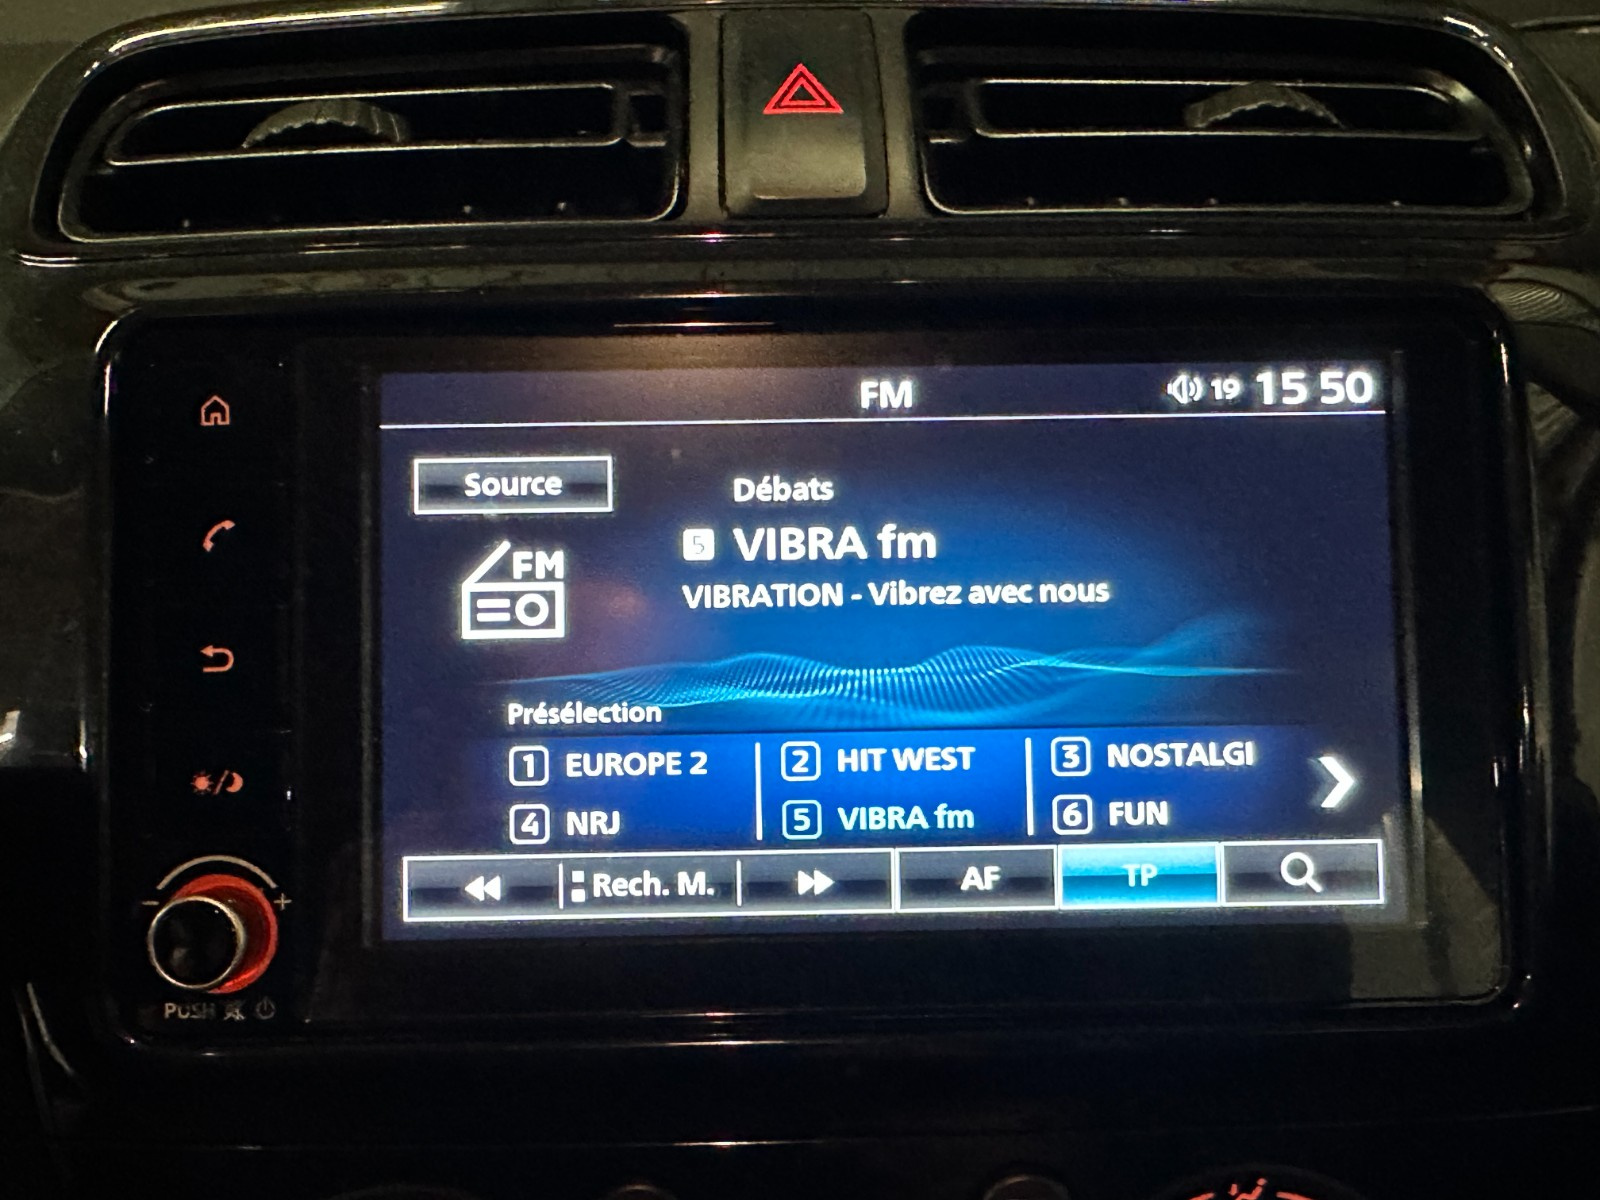 FM 19 15 50
Source
Débats
5 VIBRA fm
FM
VIBRATION - Vibrez avec nous
Présélection
1 EUROPE 2 2 HIT WEST 3 NOSTALGI
4 NRJ 5 VIBRA fm 6 FUN
Rech. M. AF TP
- +
PUSH